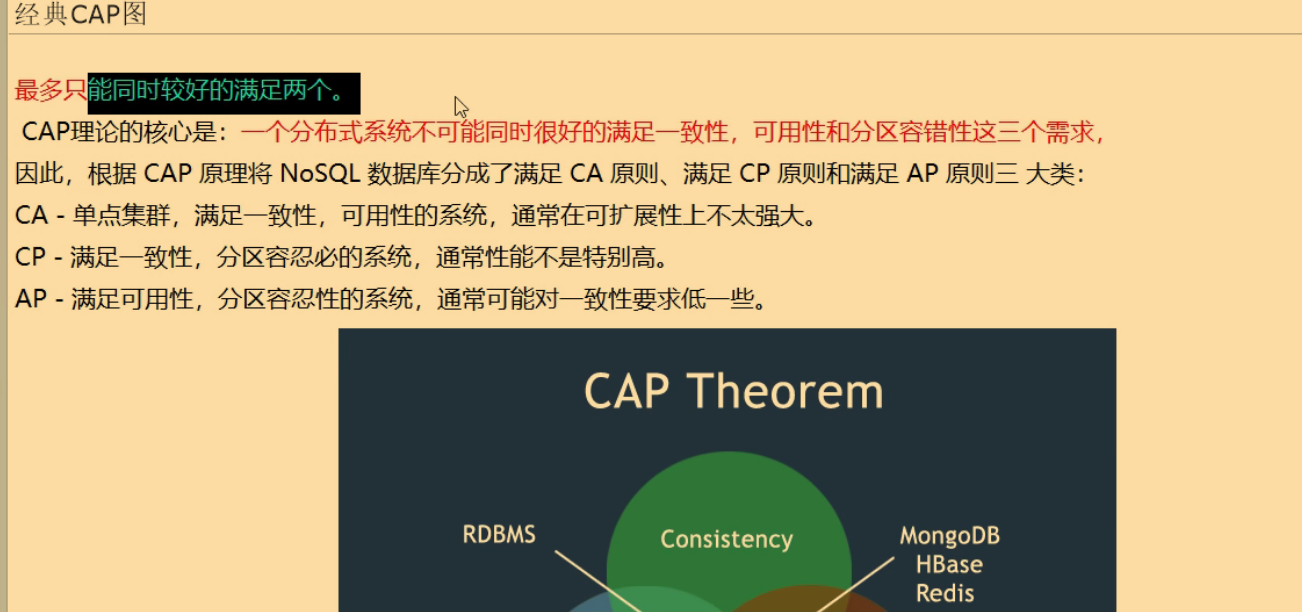 经典CAP图
最多只能同时较好的满足两个。
CAP理论的核心是：一个分布式系统不可能同时很好的满足一致性，可用性和分区容错性这三个需求，
因此，根据 CAP 原理将 NoSQL 数据库分成了满足 CA 原则、满足 CP 原则和满足 AP 原则三 大类：
CA - 单点集群，满足一致性，可用性的系统，通常在可扩展性上不太强大。
CP - 满足一致性，分区容忍必的系统，通常性能不是特别高。
AP - 满足可用性，分区容忍性的系统，通常可能对一致性要求低一些。
CAP Theorem
RDBMS
Consistency
MongoDB
HBase
Redis